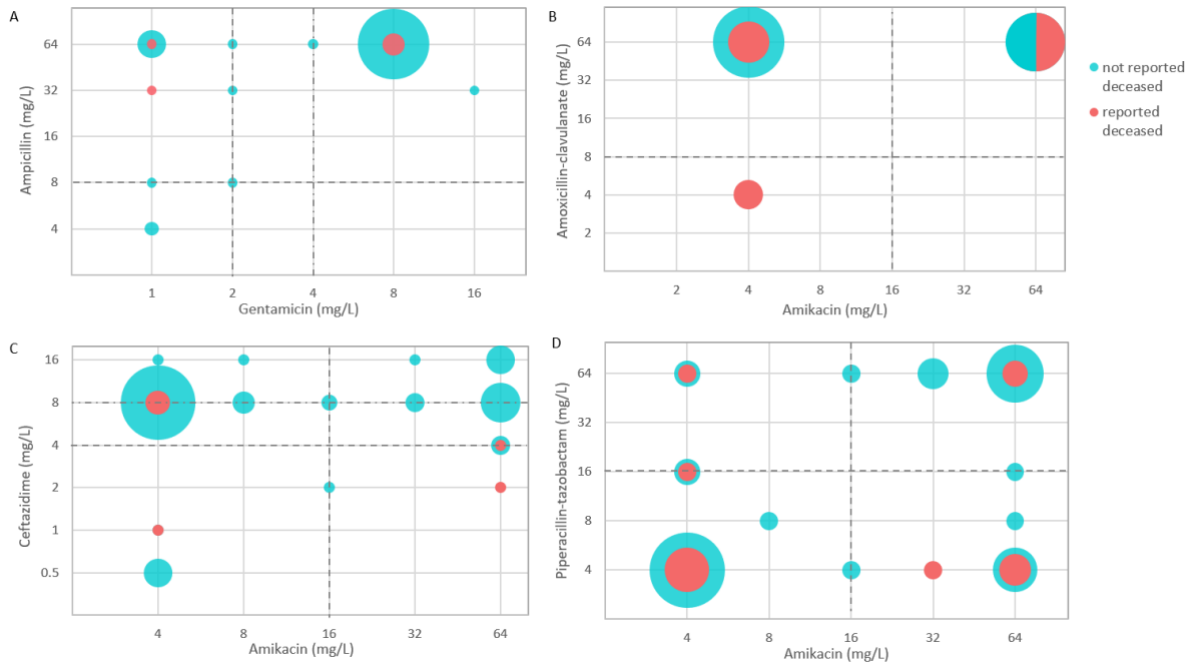 A
64
32
16
8
4
Ampicillin (mg/L)
1 2 4 8 16
Gentamicin (mg/L)
B
64
32
16
8
4
2
Amoxicillin-clavulanate (mg/L)
2 4 8 16 32 64
Amikacin (mg/L)
not reported
deceased
reported
deceased
C
16
8
4
2
1
0.5
Ceftazidime (mg/L)
4 8 16 32 64
Amikacin (mg/L)
D
64
32
16
8
4
Piperacillin-tazobactam (mg/L)
4 8 16 32 64
Amikacin (mg/L)